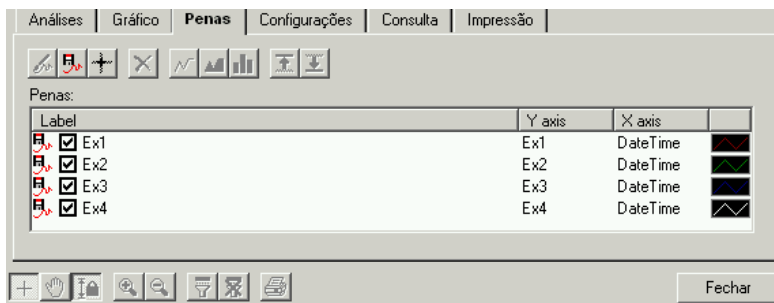 Análises Gráfico Penas Configurações Consulta Impressão
Penas:
Label Y axis X axis
Ex1 Ex1 DateTime
Ex2 Ex2 DateTime
Ex3 Ex3 DateTime
Ex4 Ex4 DateTime
Fechar